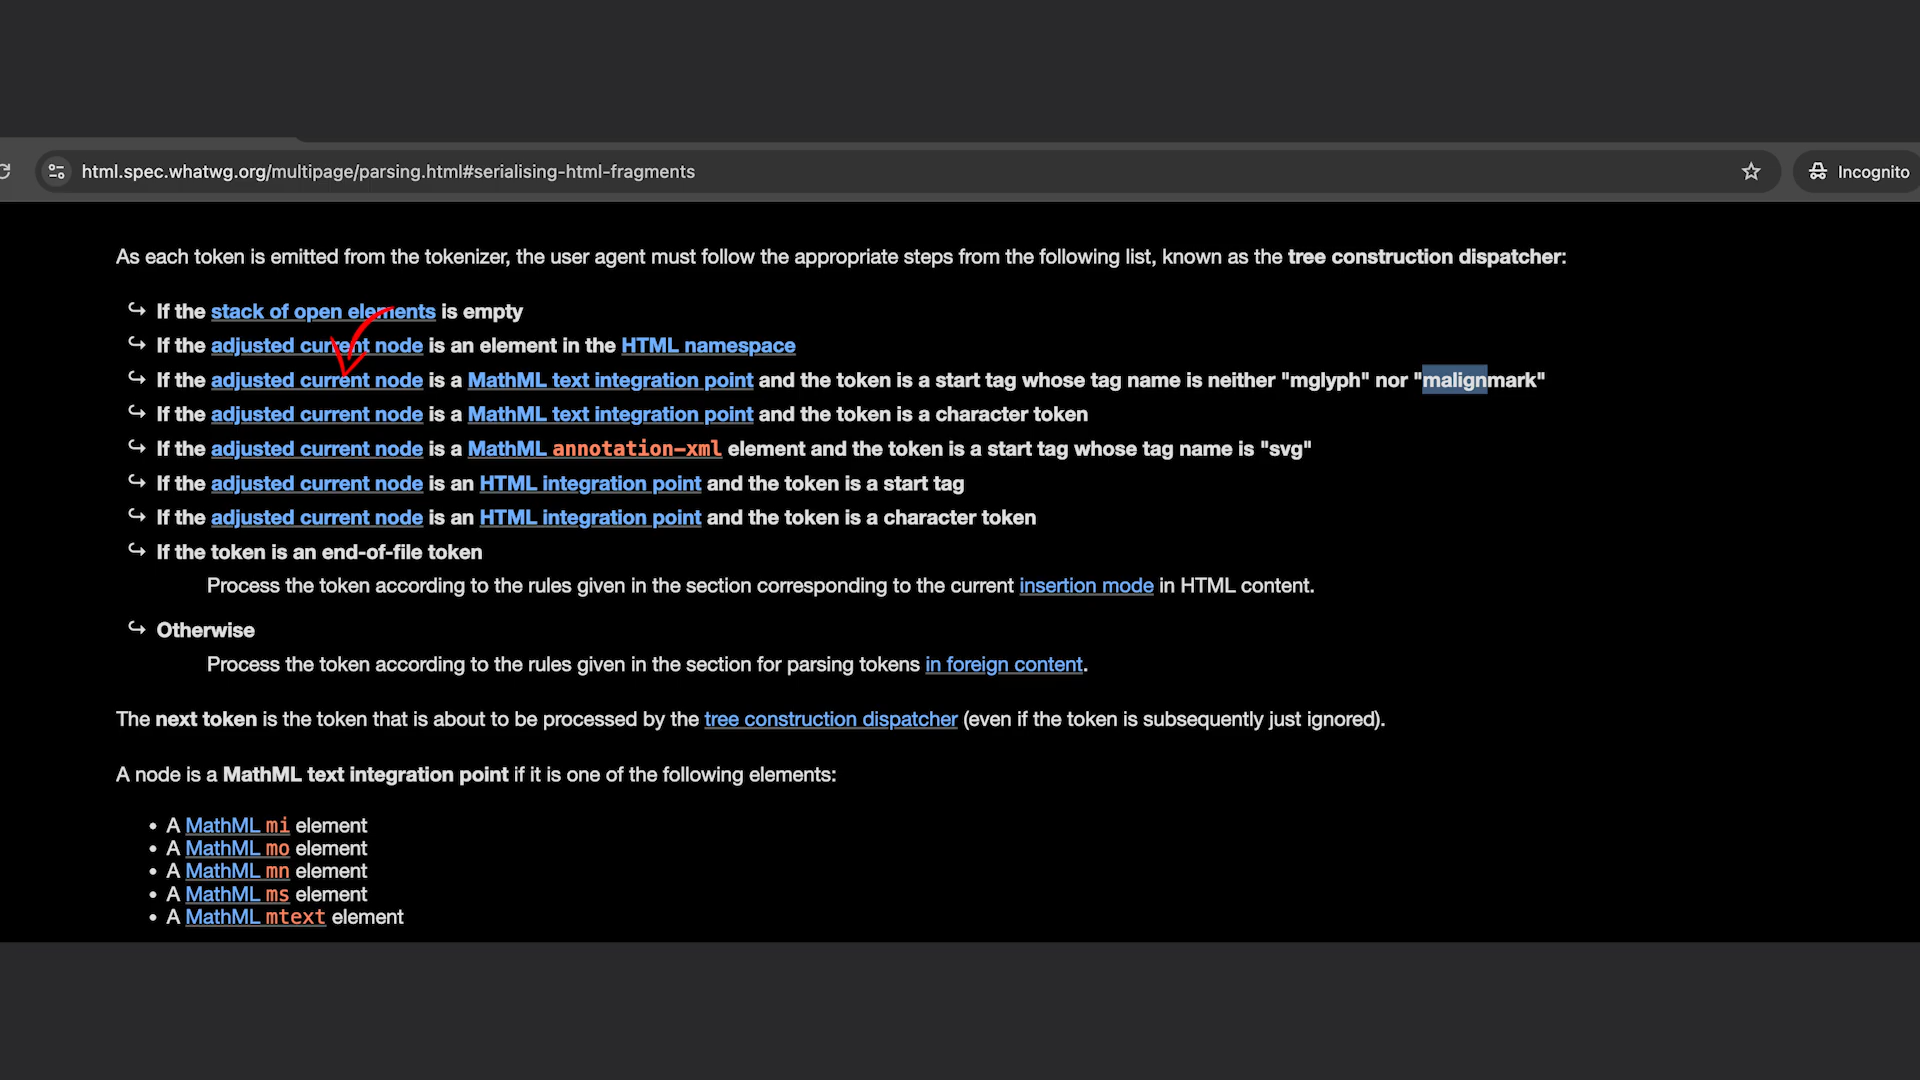 html.spec.whatwg.org/multipage/parsing.html#serialising-html-fragments
Incognito
As each token is emitted from the tokenizer, the user agent must follow the appropriate steps from the following list, known as the tree construction dispatcher:
↪ If the stack of open elements is empty
↪ If the adjusted current node is an element in the HTML namespace
↪ If the adjusted current node is a MathML text integration point and the token is a start tag whose tag name is neither "mglyph" nor "malignmark"
↪ If the adjusted current node is a MathML text integration point and the token is a character token
↪ If the adjusted current node is a MathML annotation-xml element and the token is a start tag whose tag name is "svg"
↪ If the adjusted current node is an HTML integration point and the token is a start tag
↪ If the adjusted current node is an HTML integration point and the token is a character token
↪ If the token is an end-of-file token
Process the token according to the rules given in the section corresponding to the current insertion mode in HTML content.
↪ Otherwise
Process the token according to the rules given in the section for parsing tokens in foreign content.
The next token is the token that is about to be processed by the tree construction dispatcher (even if the token is subsequently just ignored).
A node is a MathML text integration point if it is one of the following elements:
• A MathML mi element
• A MathML mo element
• A MathML mn element
• A MathML ms element
• A MathML mtext element